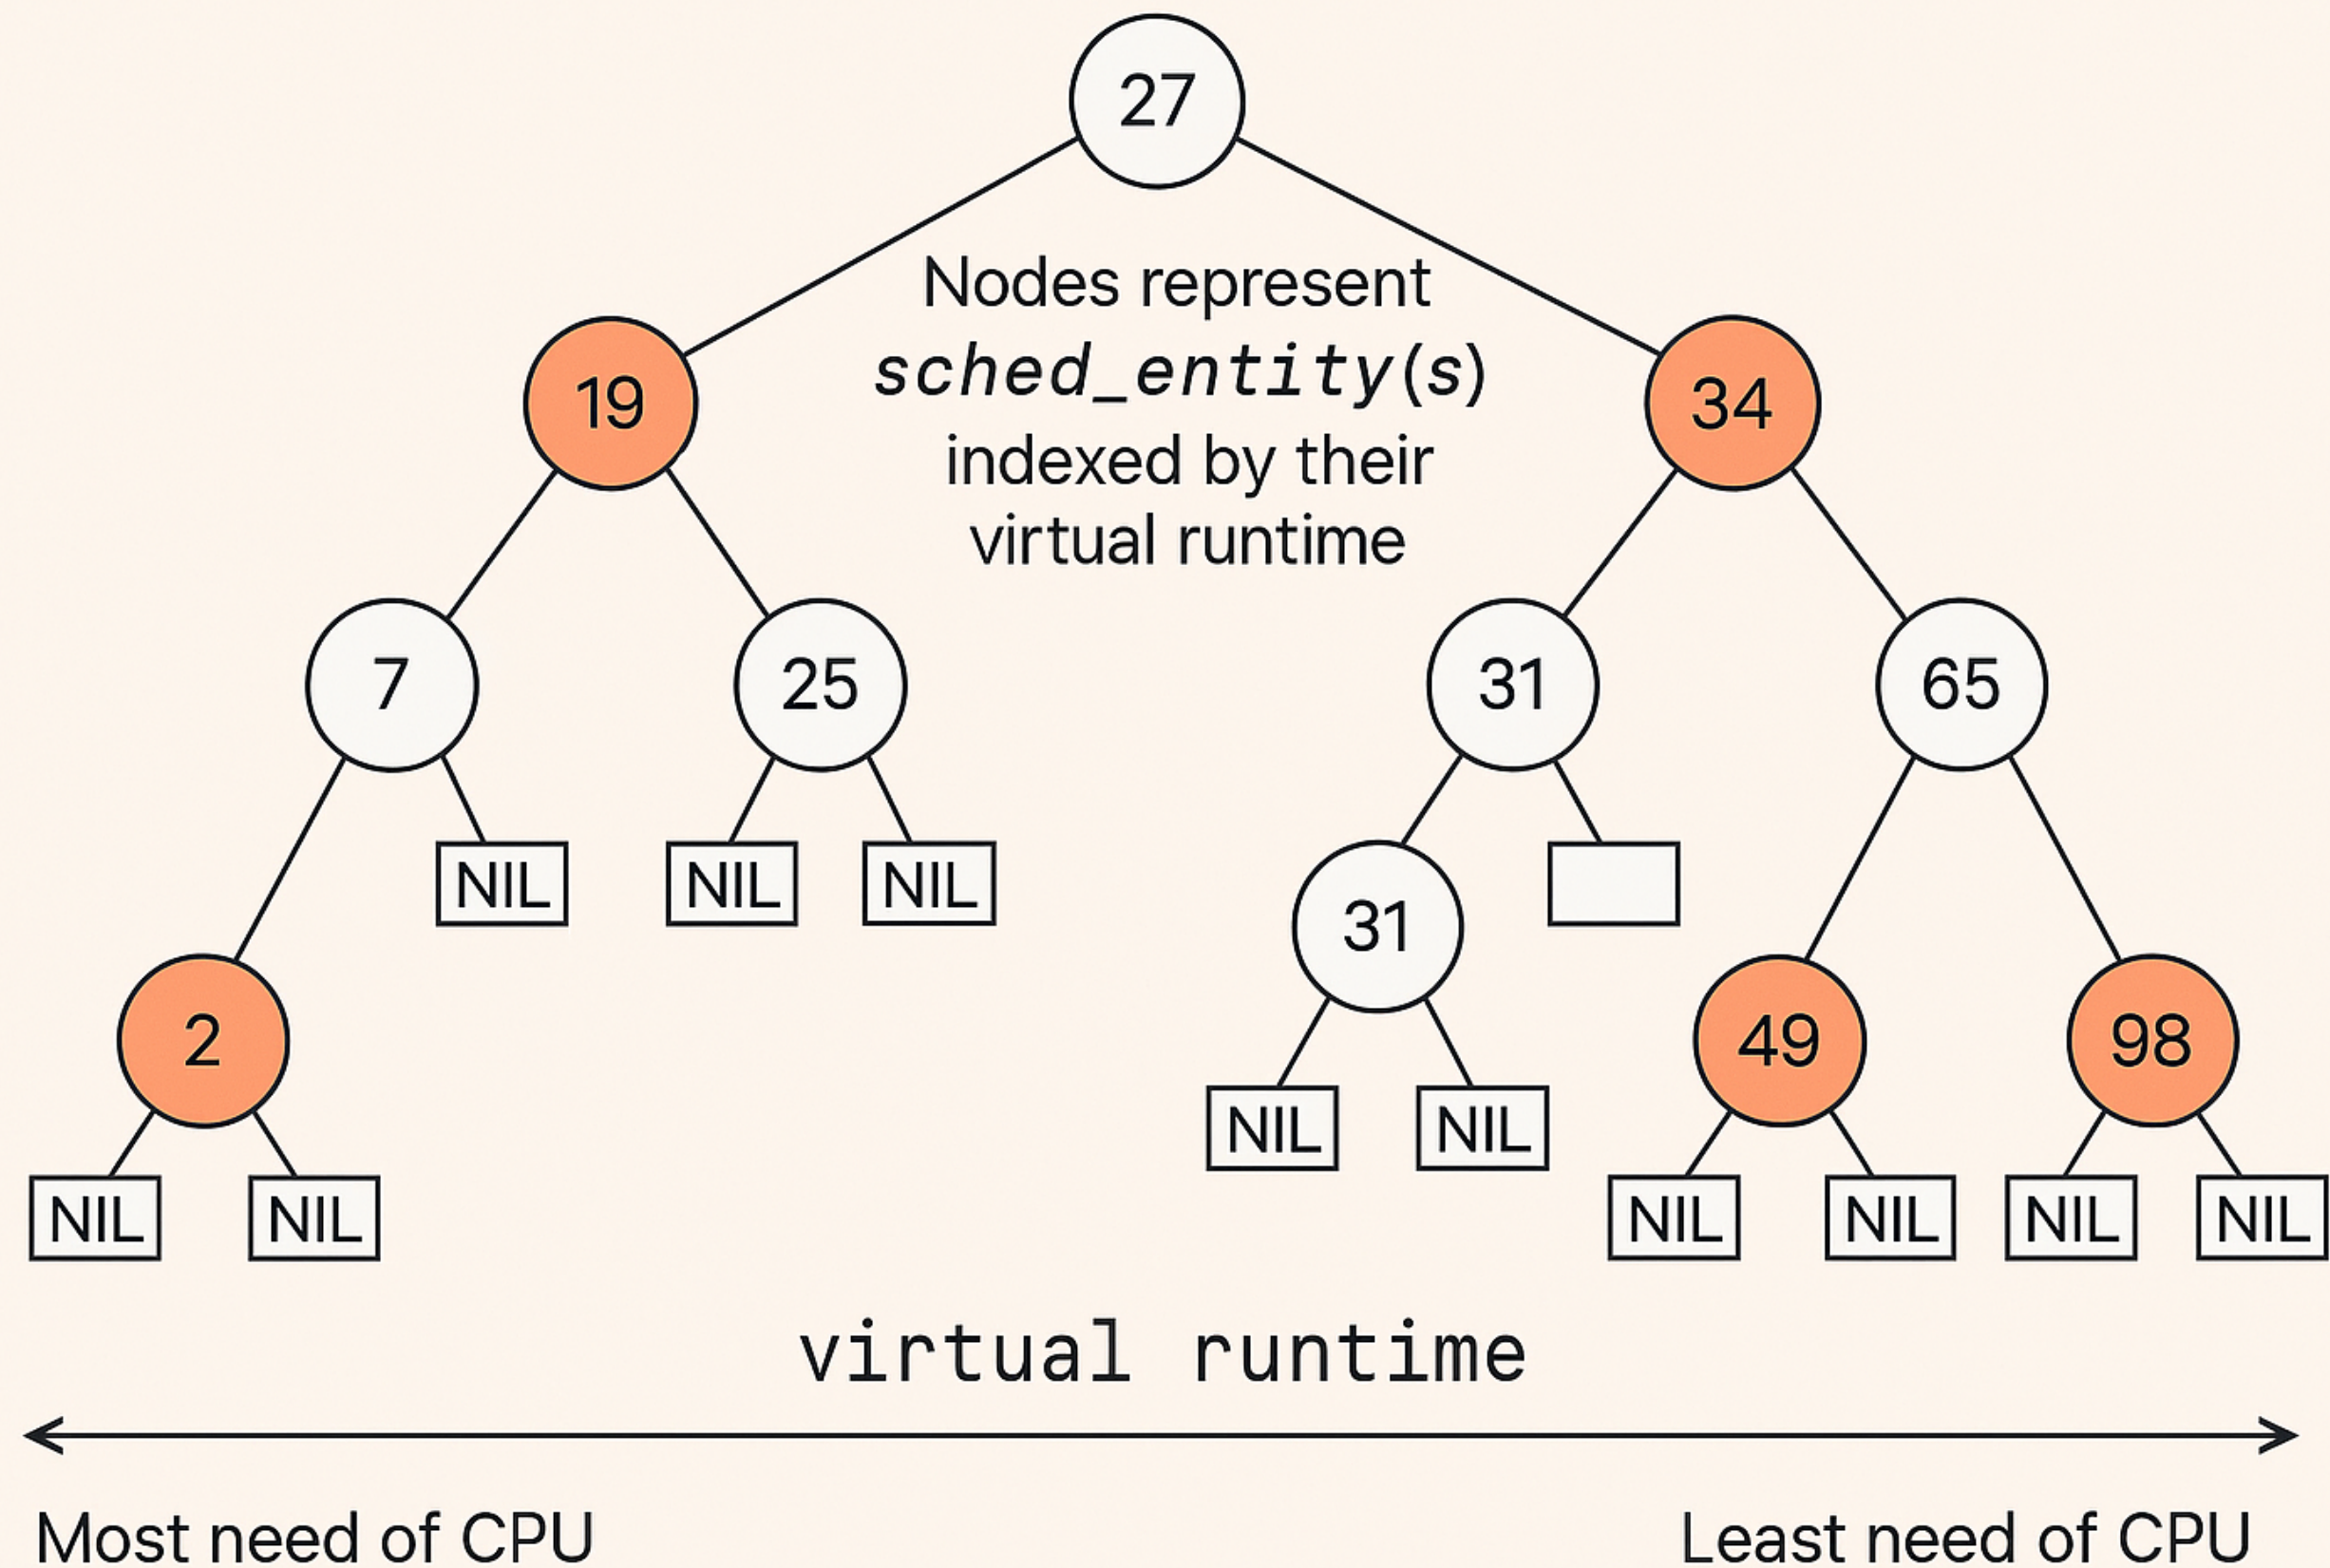 27
Nodes represent
sched_entity(s)
indexed by their
virtual runtime
19
34
7
25
31
65
NIL
NIL
NIL
31
2
49
98
NIL
NIL
NIL
NIL
NIL
NIL
NIL
NIL
virtual runtime
Most need of CPU
Least need of CPU